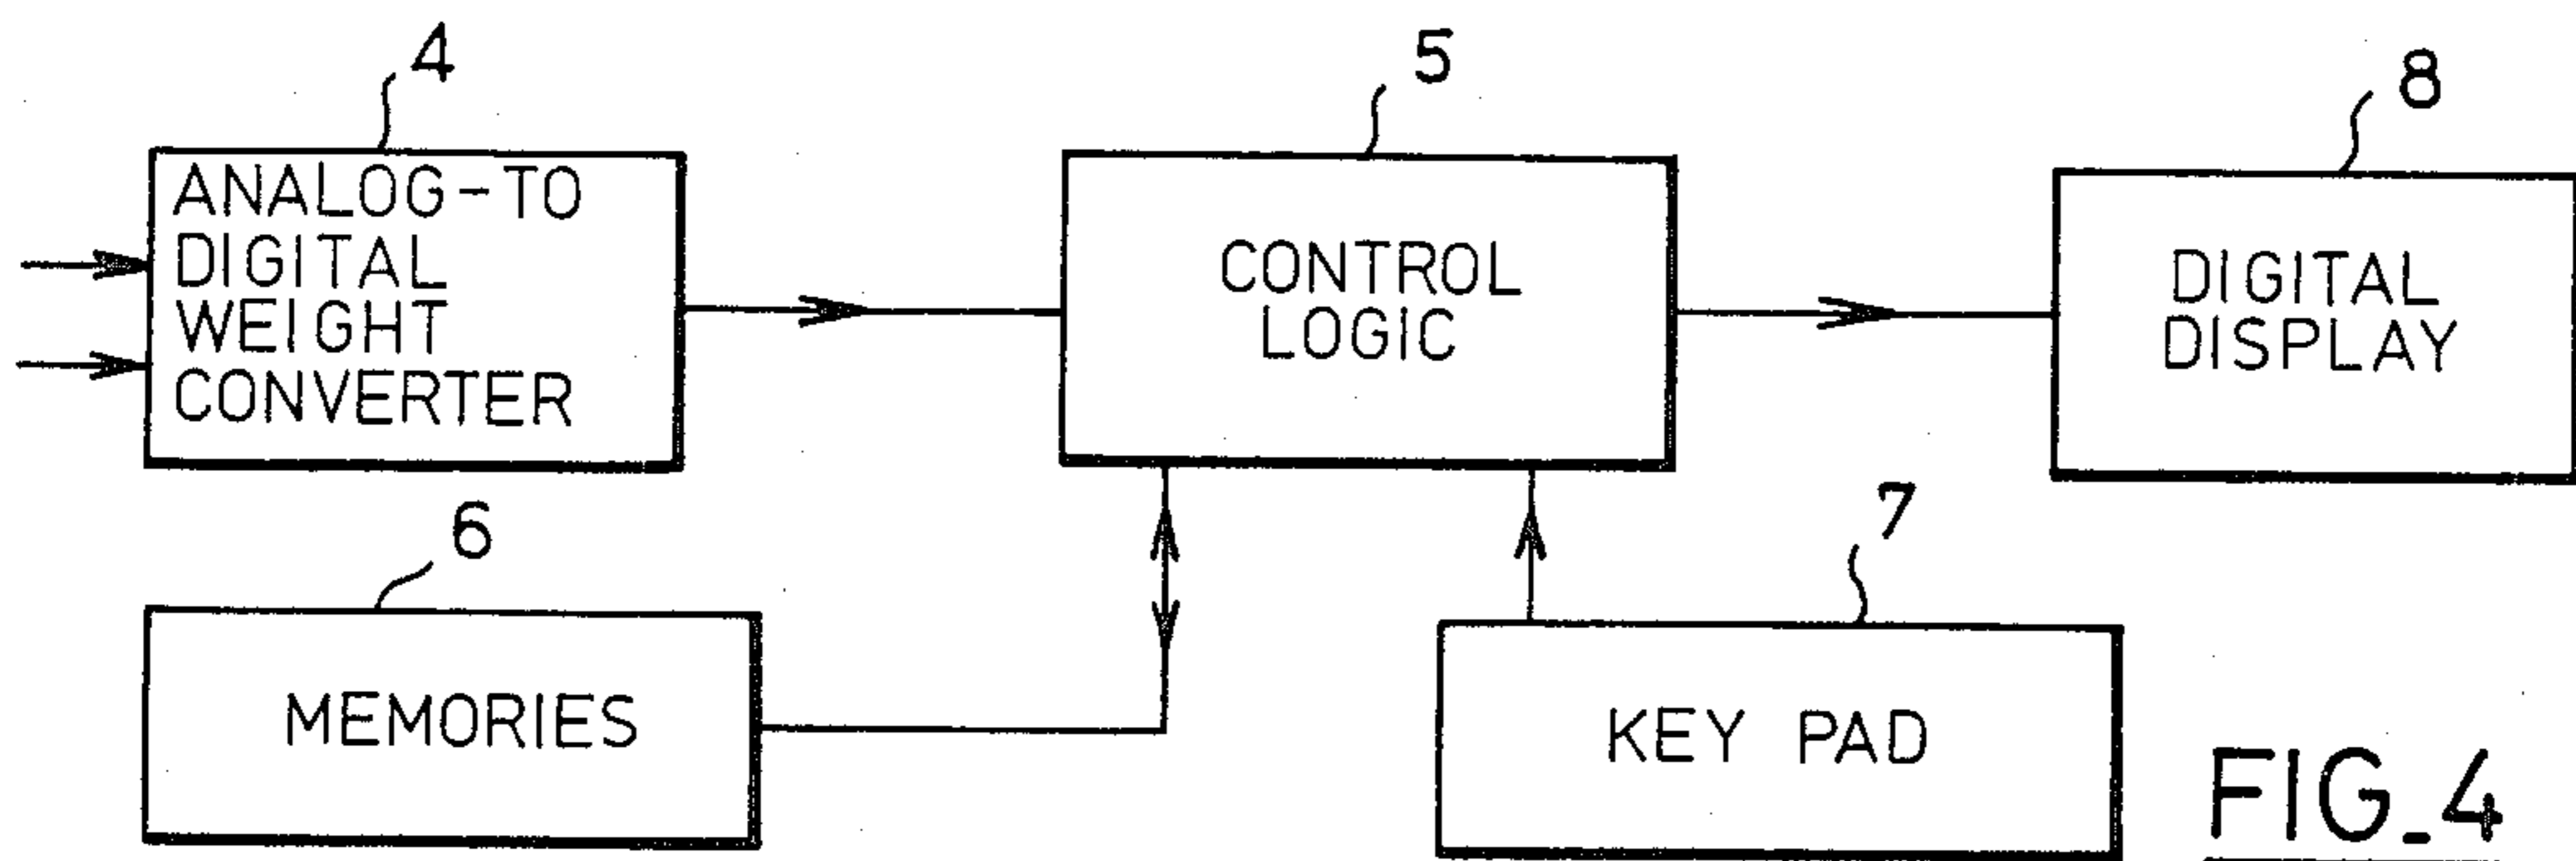 4
5
8
ANALOG-TO
DIGITAL
WEIGHT
CONVERTER
CONTROL
LOGIC
DIGITAL
DISPLAY
6
7
MEMORIES
KEY PAD
FIG_4